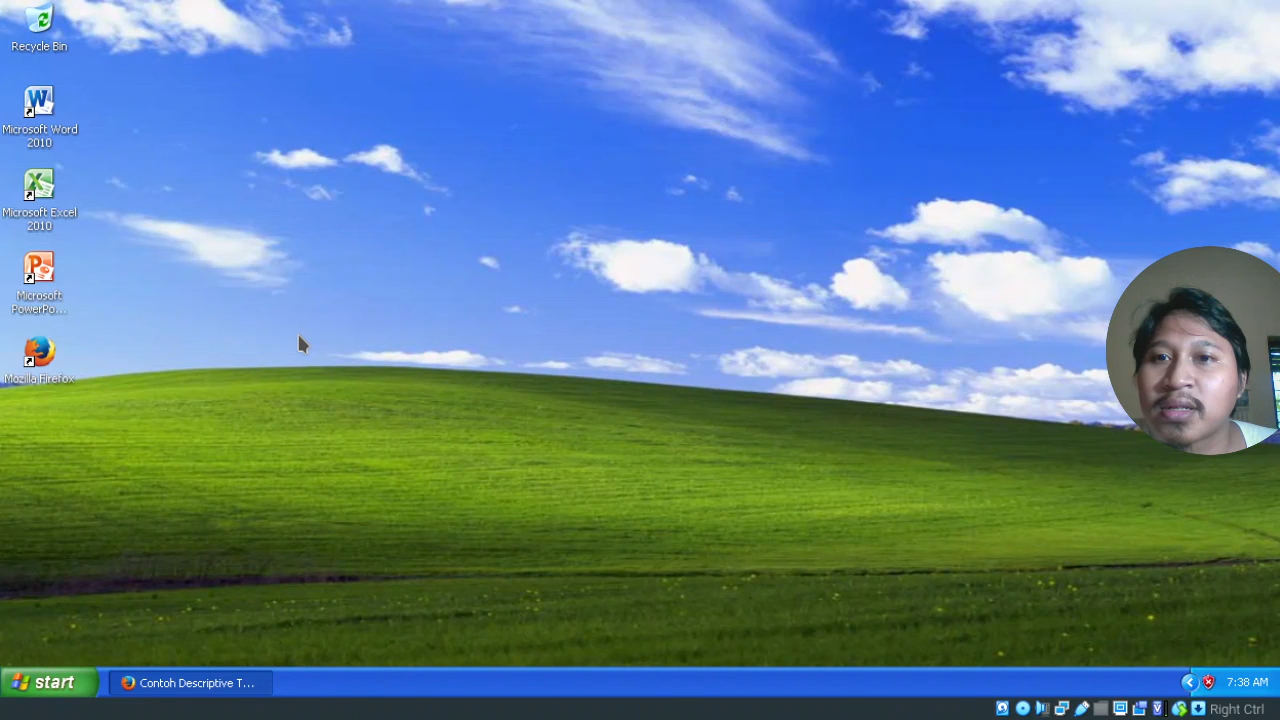 Recycle Bin
Microsoft Word
2010
Microsoft Excel
2010
Microsoft
PowerPo...
Mozilla Firefox
start
Contoh Descriptive T...
7:38 AM
Right Ctrl